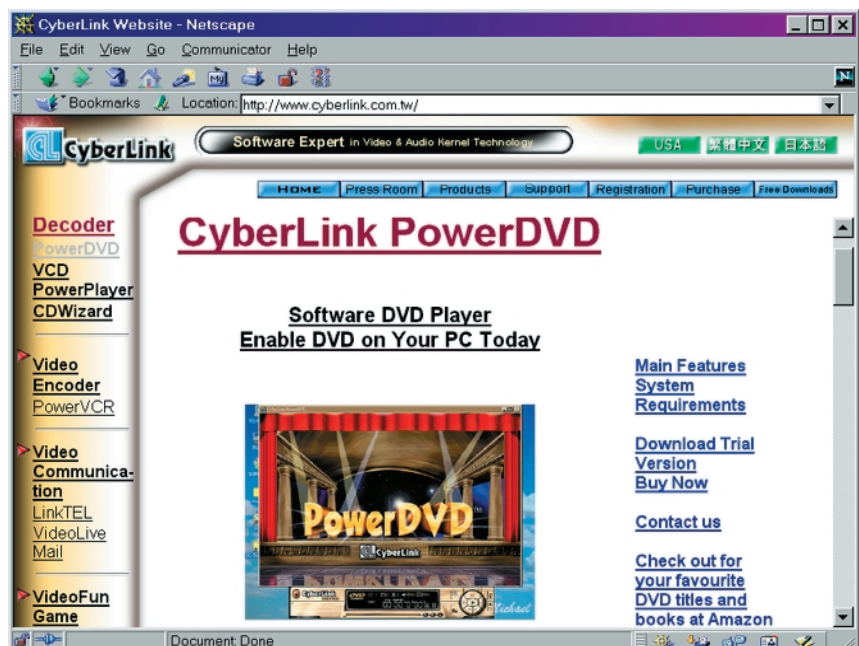 CyberLink Website - Netscape
File Edit View Go Communicator Help
My
N
Bookmarks Location: http://www.cyberlink.com.tw/
CL CyberLink
Software Expert in Video & Audio Kernel Technology
USA 繁體中文 日本語
HOME Press Room Products Support Registration Purchase Free Downloads
Decoder
PowerDVD
VCD
PowerPlayer
CDWizard
Video
Encoder
PowerVCR
Video
Communica-
tion
LinkTEL
VideoLive
Mail
VideoFun
Game
CyberLink PowerDVD
Software DVD Player
Enable DVD on Your PC Today
PowerDVD
CyberLink
CyberLink
Michael
Main Features
System
Requirements
Download Trial
Version
Buy Now
Contact us
Check out for
your favourite
DVD titles and
books at Amazon
Document: Done